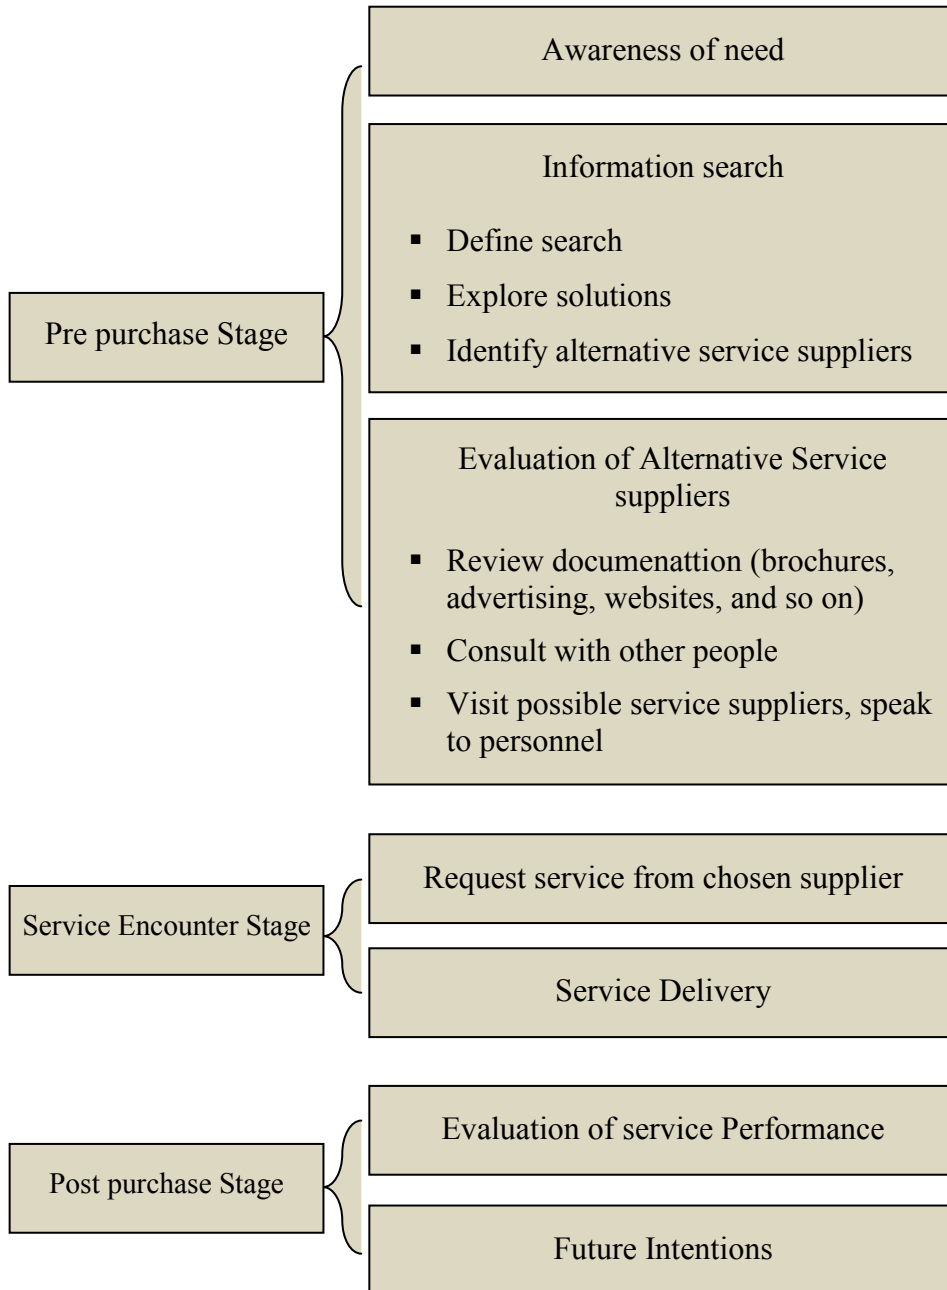 Awareness of need
Information search
▪ Define search
▪ Explore solutions
▪ Identify alternative service suppliers
Pre purchase Stage
Evaluation of Alternative Service
suppliers
▪ Review documenattion (brochures,
advertising, websites, and so on)
▪ Consult with other people
▪ Visit possible service suppliers, speak
to personnel
Service Encounter Stage
Request service from chosen supplier
Service Delivery
Post purchase Stage
Evaluation of service Performance
Future Intentions